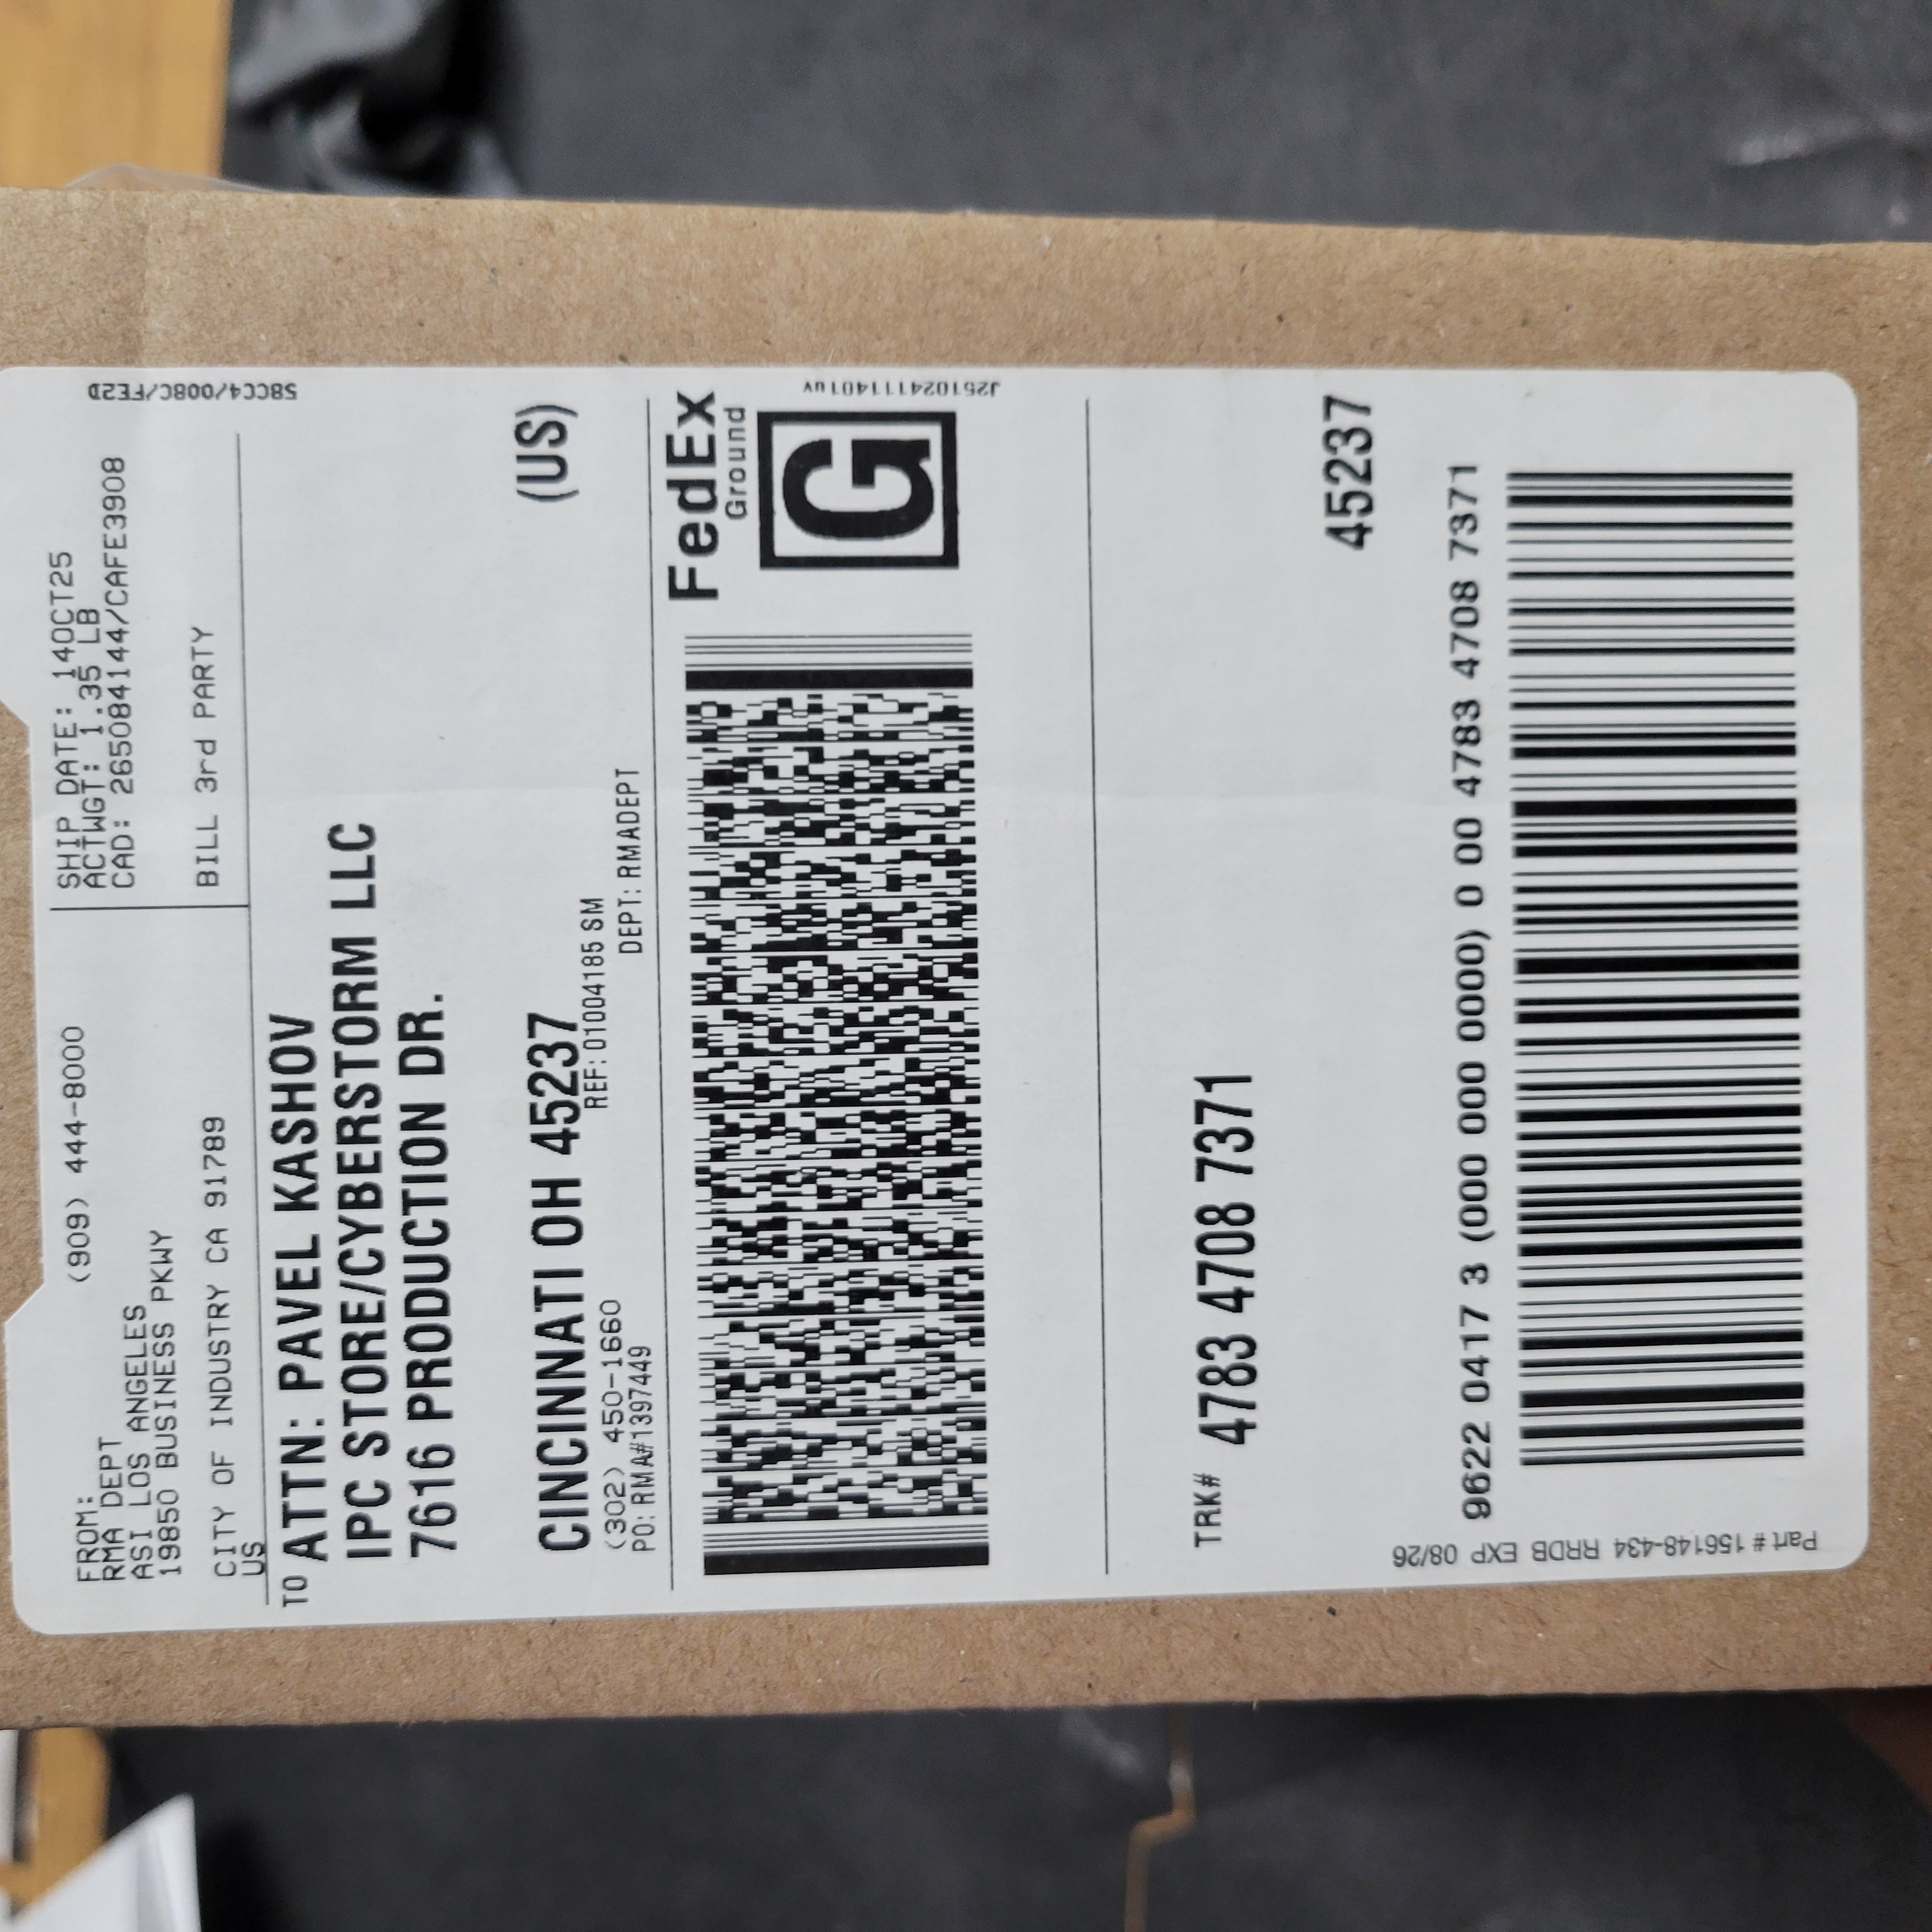 FROM:
(909) 444-8000
RMA DEPT
ASI LOS ANGELES
19850 BUSINESS PKWY
CITY OF INDUSTRY CA 91789
US
SHIP DATE: 14OCT25
ACTWGT: 1.35 LB
CAD: 265084144/CAFE3908
BILL 3rd PARTY
TO ATTN: PAVEL KASHOV
IPC STORE/CYBERSTORM LLC
7616 PRODUCTION DR.
CINCINNATI OH 45237
(US)
(302) 450-1660
REF: 01004185 SM
PO: RMA#1397449
DEPT: RMADEPT
58CC4/008C/FE2D
FedEx
Ground
G
J251024111401uv
TRK# 4783 4708 7371
45237
9622 0417 3 (000 000 0000) 0 00 4783 4708 7371
Part # 156148-434 RRDB EXP 08/26